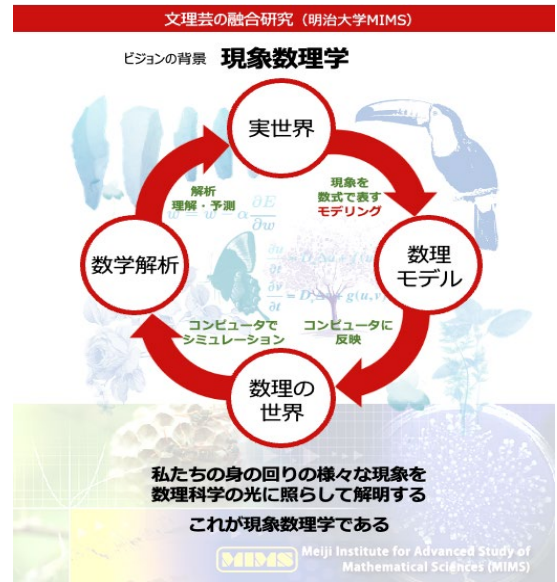 文理芸の融合研究（明治大学MIMS）
ビジョンの背景 現象数理学
実世界
現象を
数式で表す
モデリング
数理
モデル
コンピュータに
反映
数理の
世界
コンピュータで
シミュレーション
数学解析
解析
理解・予測
私たちの身の回りの様々な現象を
数理科学の光に照らして解明する
これが現象数理学である
MIMS Meiji Institute for Advanced Study of
Mathematical Sciences (MIMS)